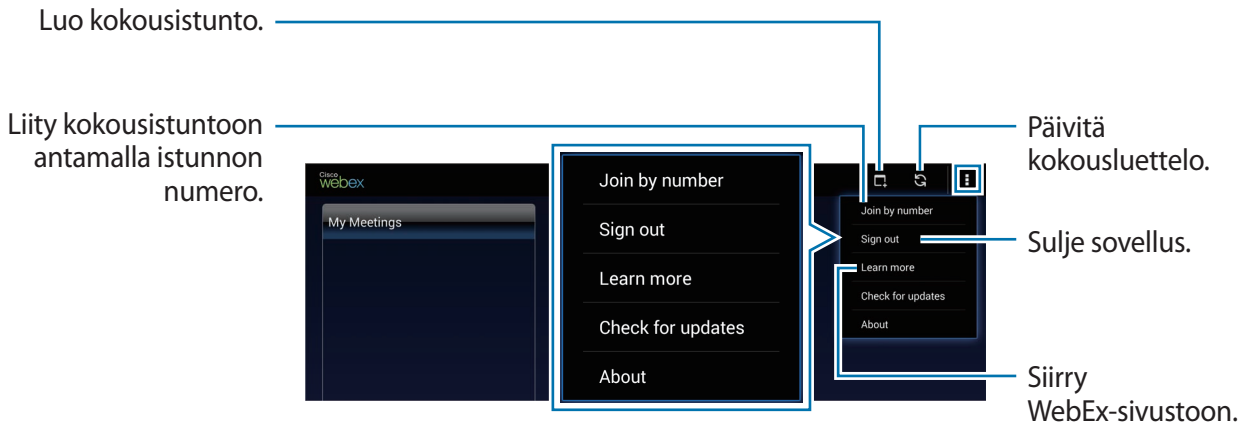 Luo kokousistunto.
Liity kokousistuntoon
antamalla istunnon
numero.
Cisco
webex
My Meetings
Join by number
Sign out
Learn more
Check for updates
About
Join by number
Sign out
Learn more
Check for updates
About
Päivitä
kokousluettelo.
Sulje sovellus.
Siirry
WebEx-sivustoon.